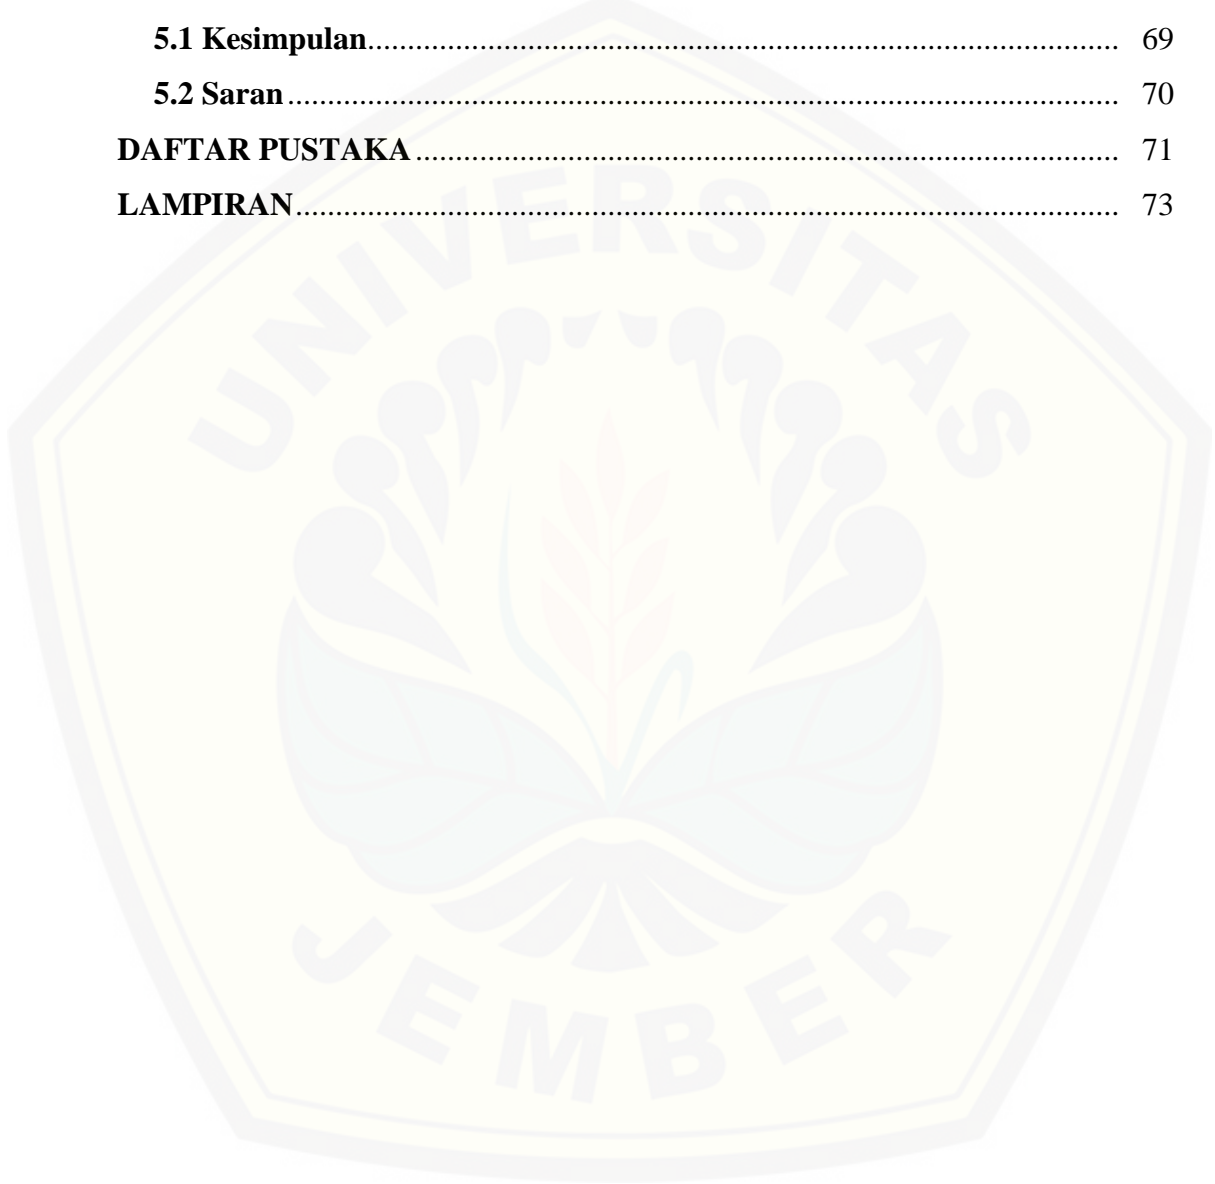 5.1 Kesimpulan........................................................................................... 69
5.2 Saran..................................................................................................... 70
DAFTAR PUSTAKA..................................................................................... 71
LAMPIRAN.................................................................................................... 73
UNIVERSITAS
JEMBER